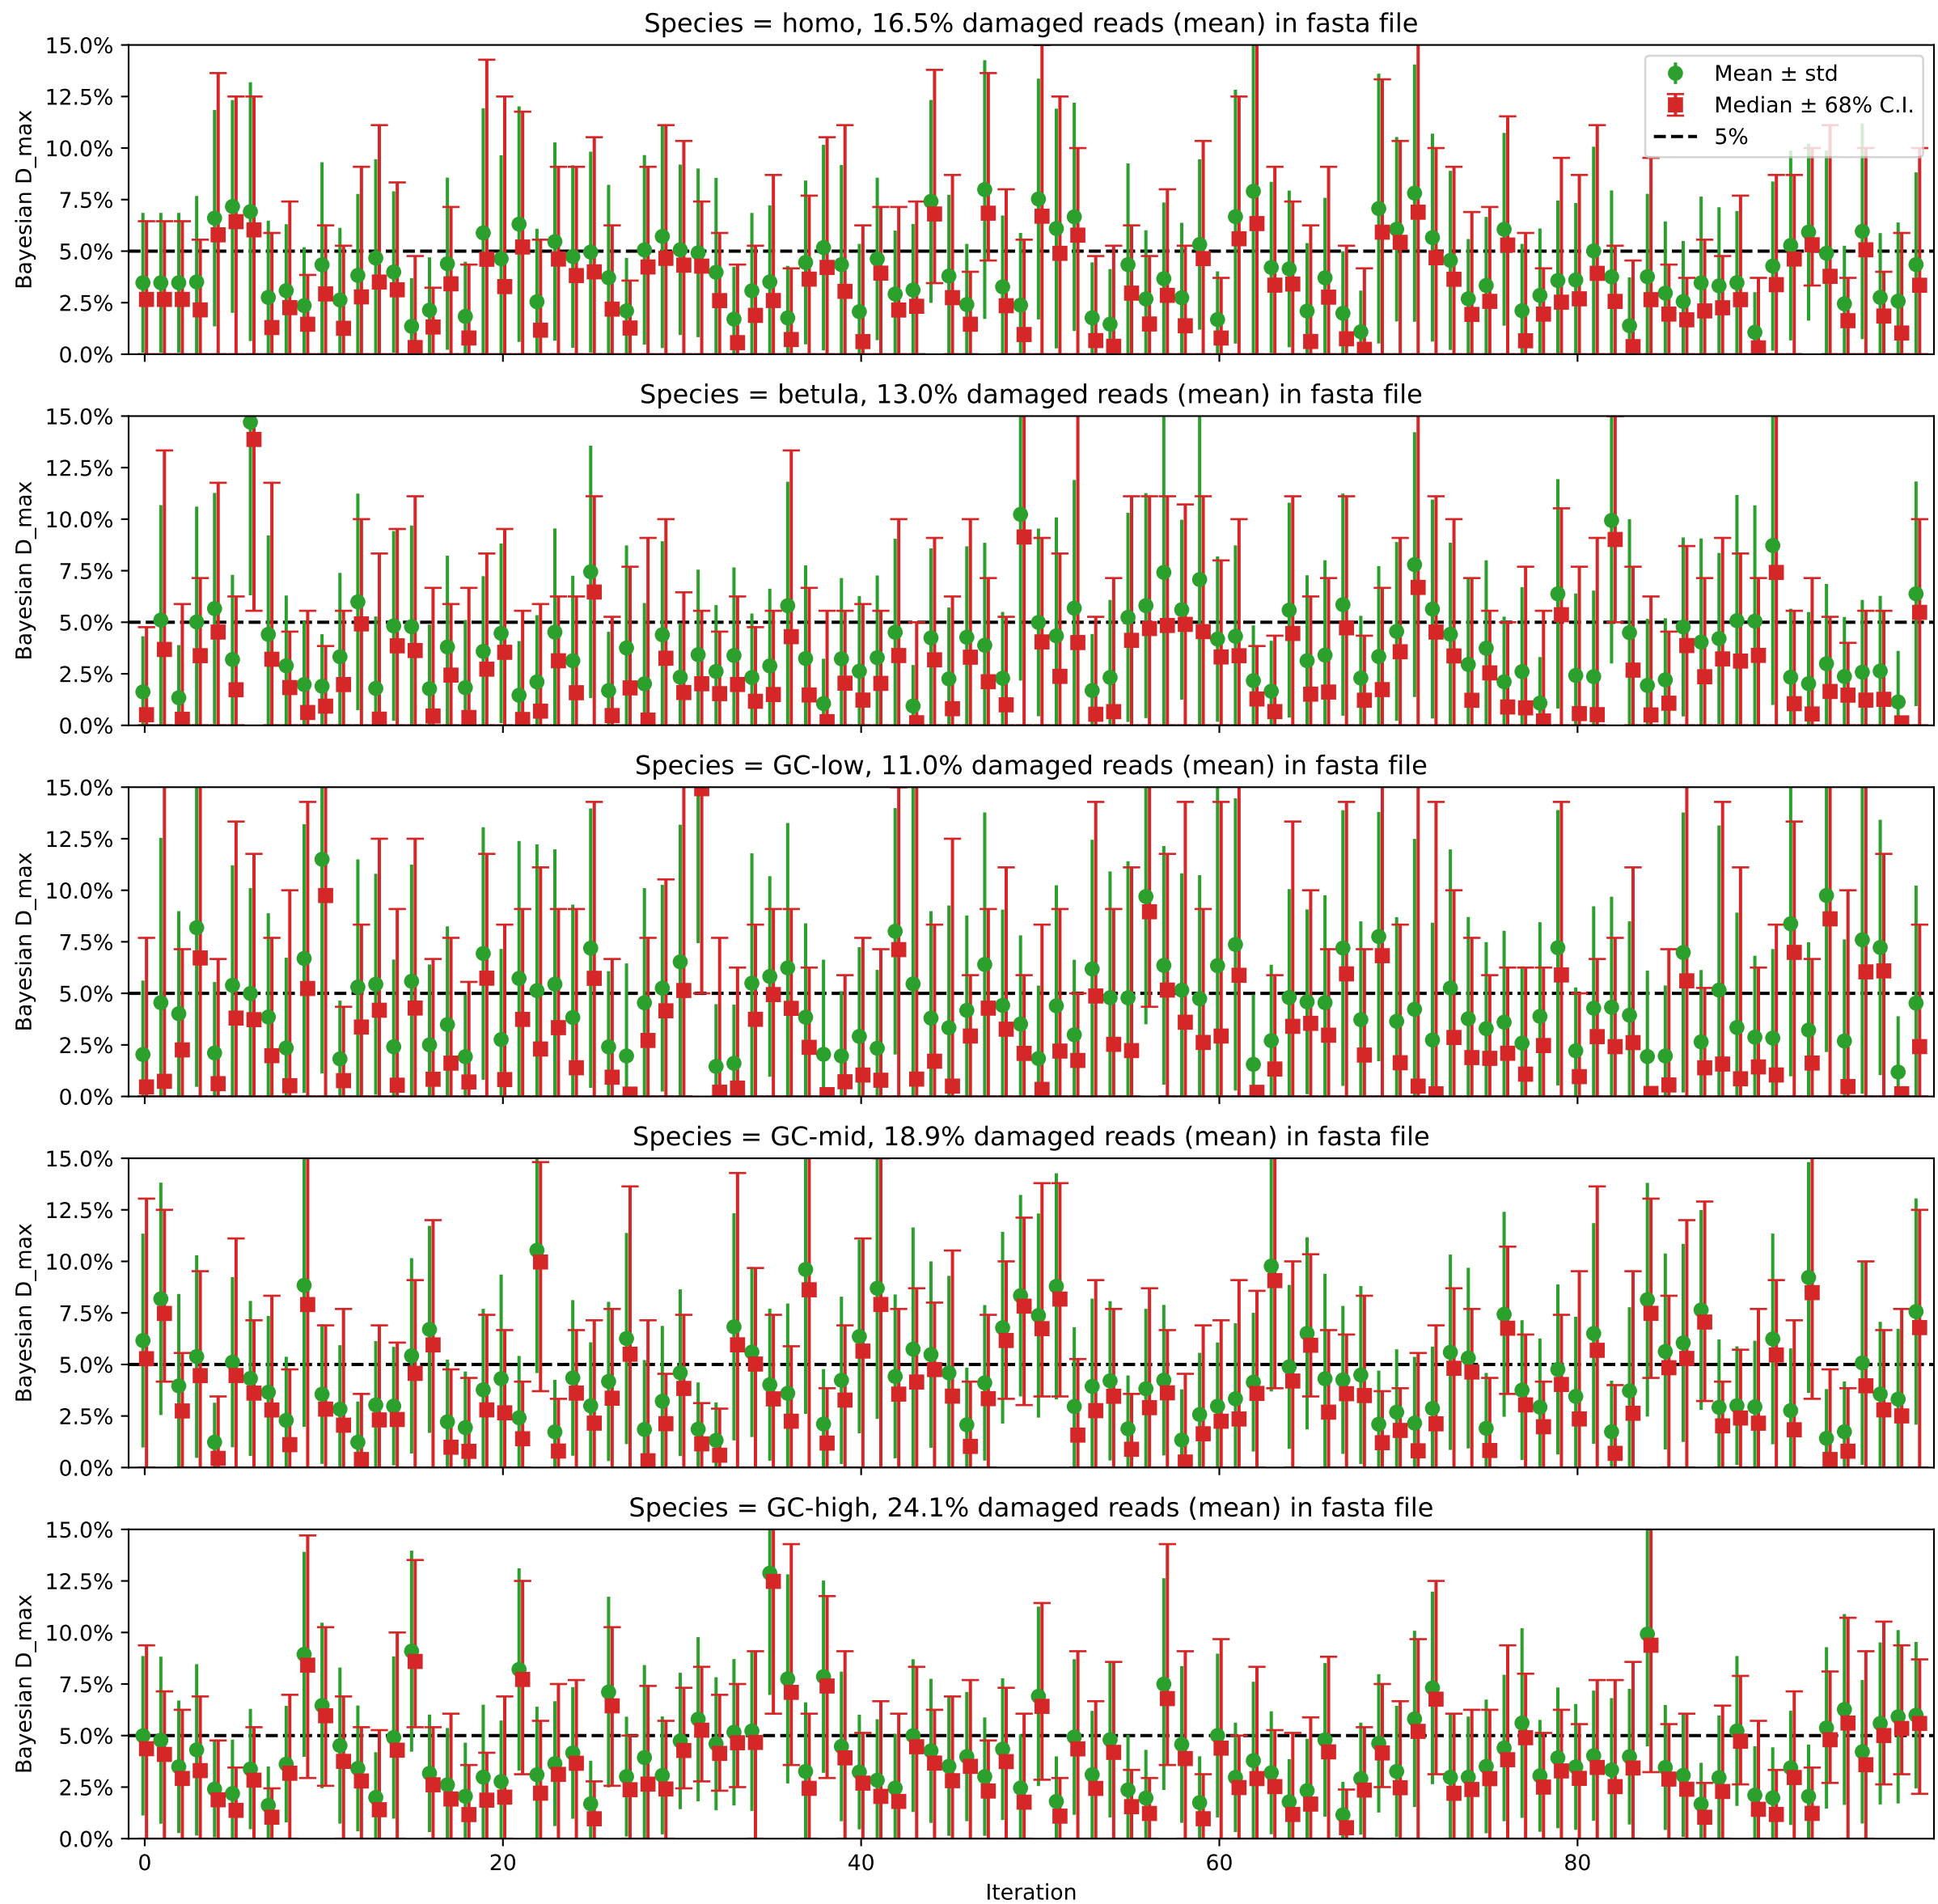 Species = homo, 16.5% damaged reads (mean) in fasta file
15.0%
12.5%
10.0%
7.5%
5.0%
2.5%
0.0%
Bayesian D_max
Mean ± std
Median ± 68% C.I.
5%
Species = betula, 13.0% damaged reads (mean) in fasta file
15.0%
12.5%
10.0%
7.5%
5.0%
2.5%
0.0%
Bayesian D_max
Species = GC-low, 11.0% damaged reads (mean) in fasta file
15.0%
12.5%
10.0%
7.5%
5.0%
2.5%
0.0%
Bayesian D_max
Species = GC-mid, 18.9% damaged reads (mean) in fasta file
15.0%
12.5%
10.0%
7.5%
5.0%
2.5%
0.0%
Bayesian D_max
Species = GC-high, 24.1% damaged reads (mean) in fasta file
15.0%
12.5%
10.0%
7.5%
5.0%
2.5%
0.0%
Bayesian D_max
0 20 40 60 80
Iteration